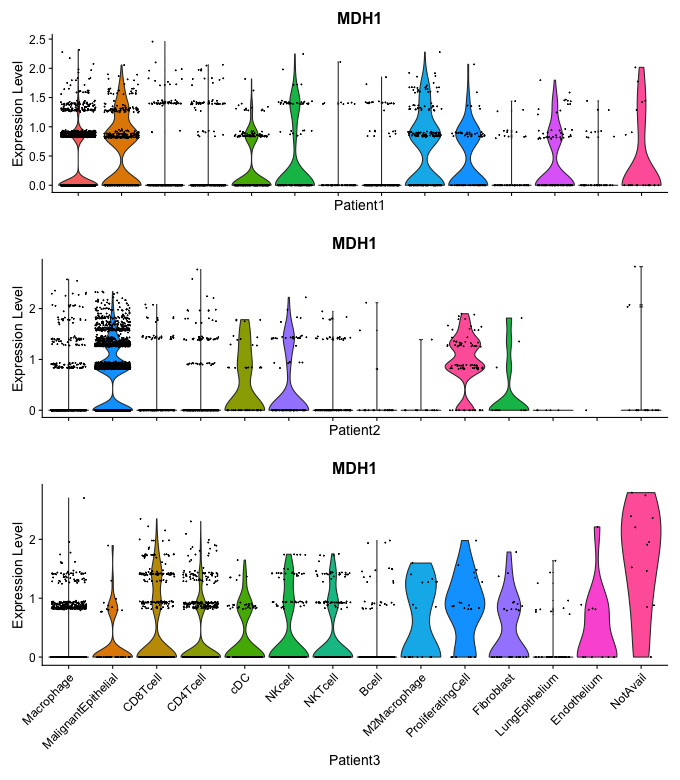 MDH1
Expression Level
2.5
2.0
1.5
1.0
0.5
0.0
Patient1
MDH1
Expression Level
2
1
0
Patient2
MDH1
Expression Level
2
1
0
Macrophage
MalignantEpithelial
CD8Tcell
CD4Tcell
cDC
NKcell
NKTcell
Bcell
M2Macrophage
ProliferatingCell
Fibroblast
LungEpithelium
Endothelium
NotAvail
Patient3